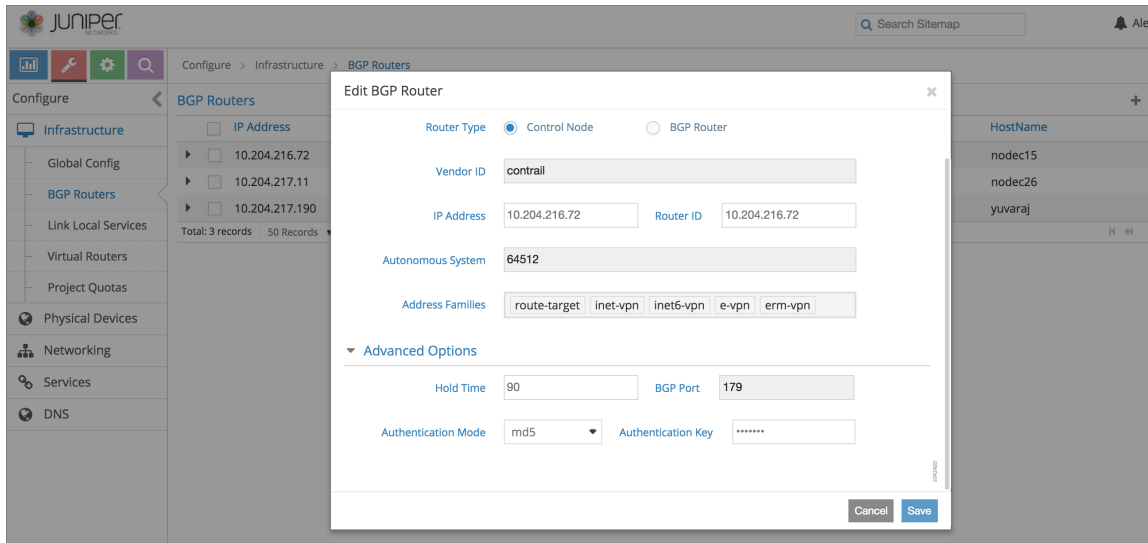 JUNIPER
NETWORKS
Search Sitemap
Ale
Configure > Infrastructure > BGP Routers
Configure
Infrastructure
Global Config
BGP Routers
Link Local Services
Virtual Routers
Project Quotas
Physical Devices
Networking
Services
DNS
BGP Routers
IP Address
HostName
10.204.216.72
nodec15
10.204.217.11
nodec26
10.204.217.190
yuvaraj
Total: 3 records 50 Records
Edit BGP Router
Router Type Control Node BGP Router
Vendor ID contrail
IP Address 10.204.216.72 Router ID 10.204.216.72
Autonomous System 64512
Address Families route-target inet-vpn inet6-vpn e-vpn erm-vpn
Advanced Options
Hold Time 90 BGP Port 179
Authentication Mode md5 Authentication Key
Cancel Save